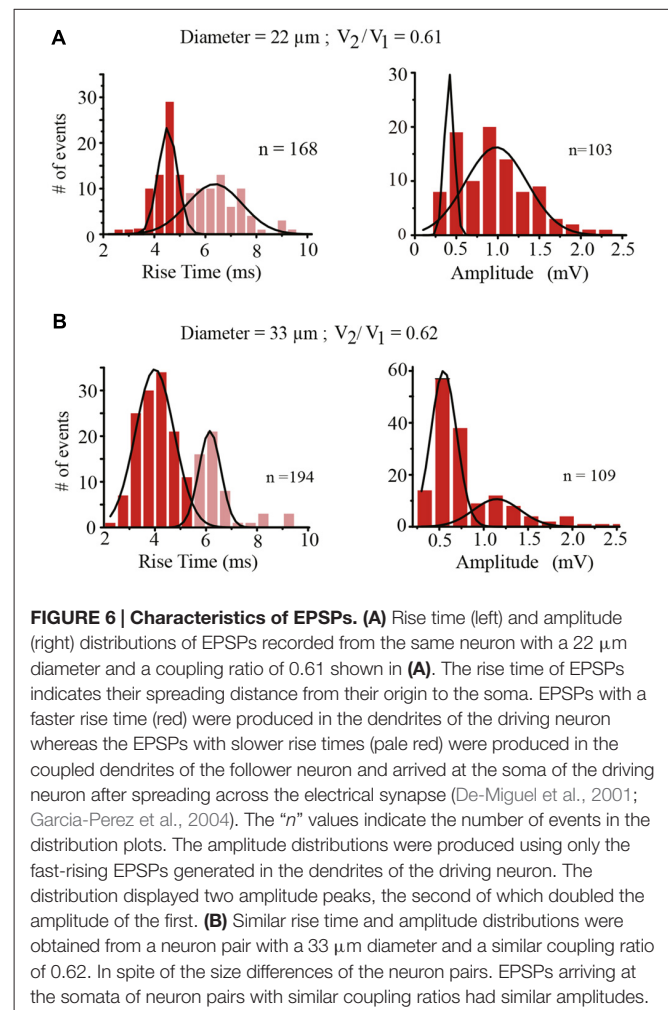 A
Diameter = 22 µm ; V2/V1 = 0.61
30
20
10
0
# of events
n = 168
2 4 6 8 10
Rise Time (ms)
30
20
10
0
n=103
0 0.5 1.0 1.5 2.0 2.5
Amplitude (mV)
B
Diameter = 33 µm ; V2/V1 = 0.62
30
20
10
0
# of events
n =194
2 4 6 8 10
Rise Time (ms)
60
40
20
0
n = 109
0.5 1.0 1.5 2.0 2.5
Amplitude (mV)
FIGURE 6 | Characteristics of EPSPs. (A) Rise time (left) and amplitude
(right) distributions of EPSPs recorded from the same neuron with a 22 µm
diameter and a coupling ratio of 0.61 shown in (A). The rise time of EPSPs
indicates their spreading distance from their origin to the soma. EPSPs with a
faster rise time (red) were produced in the dendrites of the driving neuron
whereas the EPSPs with slower rise times (pale red) were produced in the
coupled dendrites of the follower neuron and arrived at the soma of the driving
neuron after spreading across the electrical synapse (De-Miguel et al., 2001;
Garcia-Perez et al., 2004). The “n” values indicate the number of events in the
distribution plots. The amplitude distributions were produced using only the
fast-rising EPSPs generated in the dendrites of the driving neuron. The
distribution displayed two amplitude peaks, the second of which doubled the
amplitude of the first. (B) Similar rise time and amplitude distributions were
obtained from a neuron pair with a 33 µm diameter and a similar coupling ratio
of 0.62. In spite of the size differences of the neuron pairs. EPSPs arriving at
the somata of neuron pairs with similar coupling ratios had similar amplitudes.